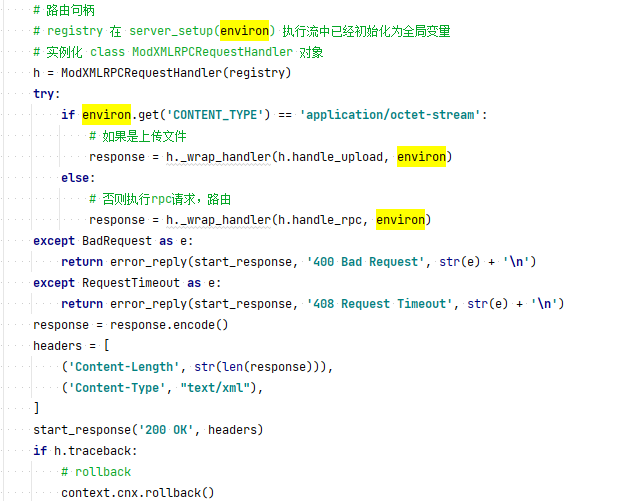 # 路由句柄
# registry 在 server_setup(environ) 执行流中已经初始化为全局变量
# 实例化 class ModXMLRPCRequestHandler 对象
h = ModXMLRPCRequestHandler(registry)
try:
    if environ.get('CONTENT_TYPE') == 'application/octet-stream':
        # 如果是上传文件
        response = h._wrap_handler(h.handle_upload, environ)
    else:
        # 否则执行rpc请求，路由
        response = h._wrap_handler(h.handle_rpc, environ)
except BadRequest as e:
    return error_reply(start_response, '400 Bad Request', str(e) + '\n')
except RequestTimeout as e:
    return error_reply(start_response, '408 Request Timeout', str(e) + '\n')
response = response.encode()
headers = [
    ('Content-Length', str(len(response))),
    ('Content-Type', "text/xml"),
]
start_response('200 OK', headers)
if h.traceback:
    # rollback
    context.cnx.rollback()